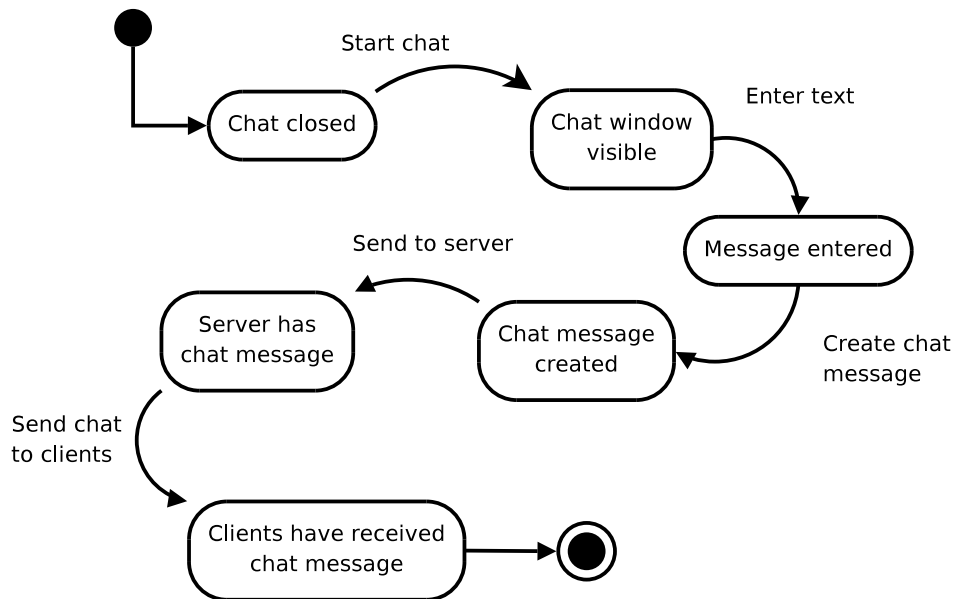 Start chat
Chat closed
Chat window
visible
Enter text
Message entered
Create chat
message
Chat message
created
Send to server
Server has
chat message
Send chat
to clients
Clients have received
chat message